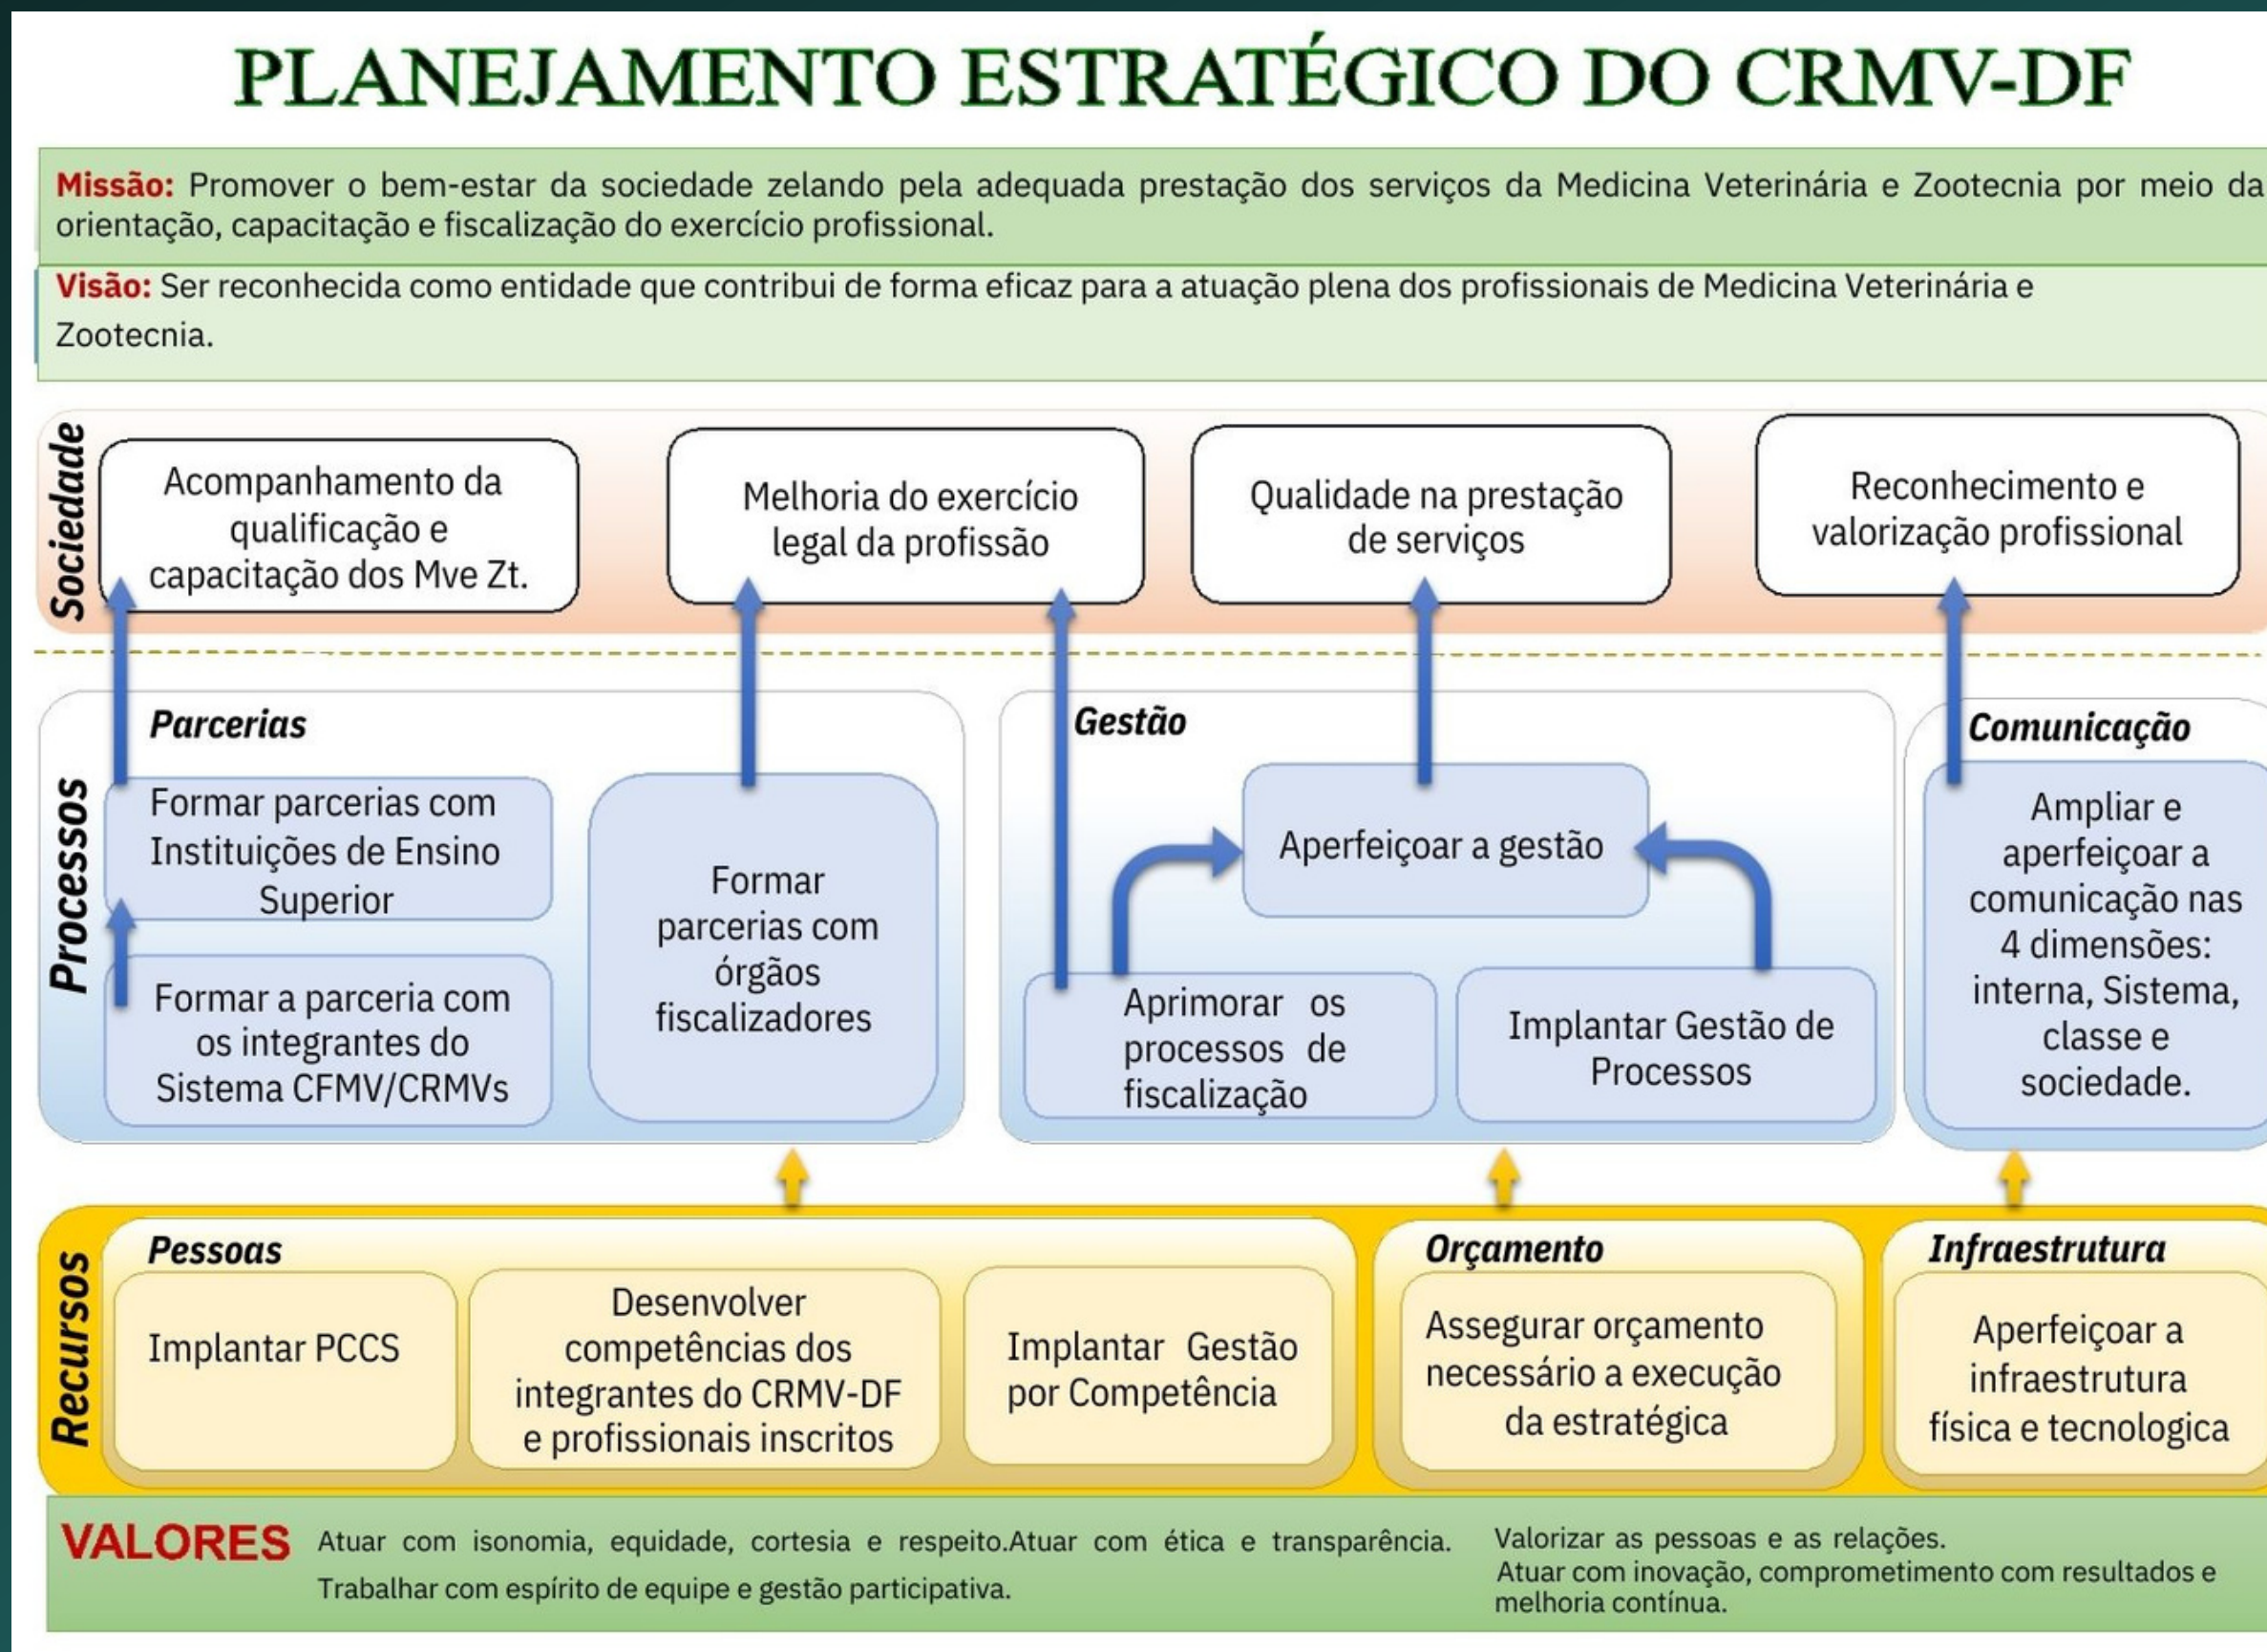 PLANEJAMENTO ESTRATÉGICO DO CRMV-DF
Missão: Promover o bem-estar da sociedade zelando pela adequada prestação dos serviços da Medicina Veterinária e Zootecnia por meio da
orientação, capacitação e fiscalização do exercício profissional.
Visão: Ser reconhecida como entidade que contribui de forma eficaz para a atuação plena dos profissionais de Medicina Veterinária e
Zootecnia.
Sociedade
Acompanhamento da
qualificação e
capacitação dos Mve Zt.
Melhoria do exercício
legal da profissão
Qualidade na prestação
de serviços
Reconhecimento e
valorização profissional
Processos
Parcerias
Formar parcerias com
Instituições de Ensino
Superior
Formar a parceria com
os integrantes do
Sistema CFMV/CRMVs
Formar
parcerias com
órgãos
fiscalizadores
Gestão
Aperfeiçoar a gestão
Aprimorar os
processos de
fiscalização
Implantar Gestão de
Processos
Comunicação
Ampliar e
aperfeiçoar a
comunicação nas
4 dimensões:
interna, Sistema,
classe e
sociedade.
Recursos
Pessoas
Implantar PCCS
Desenvolver
competências dos
integrantes do CRMV-DF
e profissionais inscritos
Implantar Gestão
por Competência
Orçamento
Assegurar orçamento
necessário a execução
da estratégica
Infraestrutura
Aperfeiçoar a
infraestrutura
física e tecnologica
VALORES
Atuar com isonomia, equidade, cortesia e respeito.Atuar com ética e transparência.
Trabalhar com espírito de equipe e gestão participativa.
Valorizar as pessoas e as relações.
Atuar com inovação, comprometimento com resultados e
melhoria contínua.